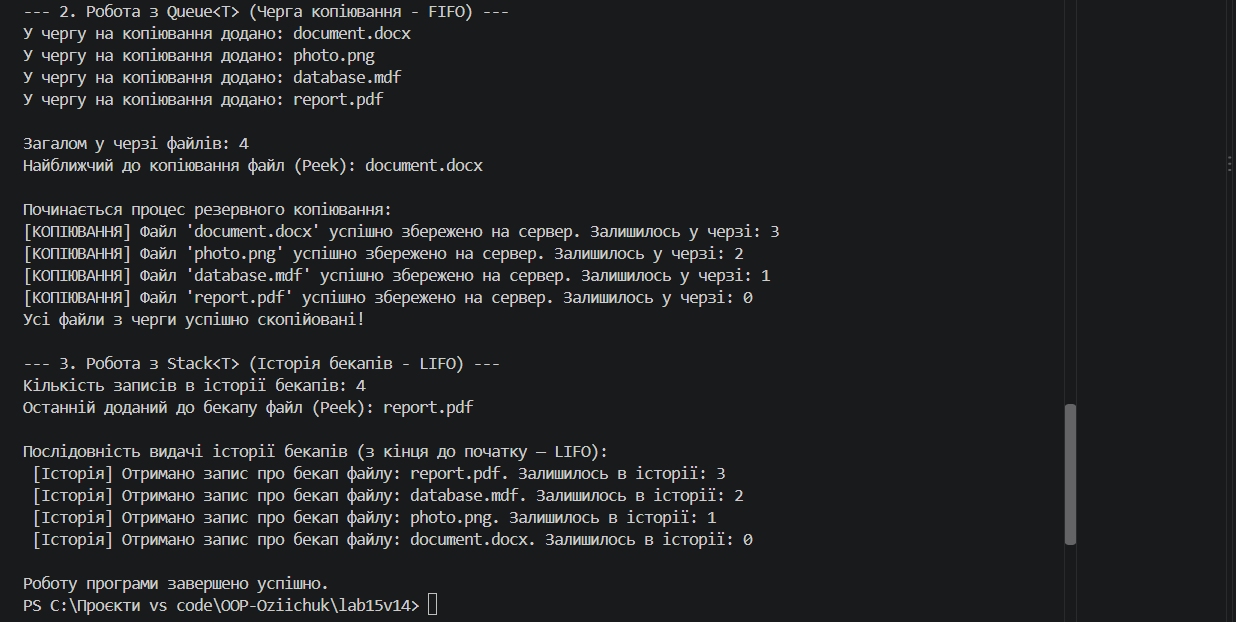 --- 2. Робота з Queue<T> (Черга копіювання - FIFO) ---
У чергу на копіювання додано: document.docx
У чергу на копіювання додано: photo.png
У чергу на копіювання додано: database.mdf
У чергу на копіювання додано: report.pdf
Загалом у черзі файлів: 4
Найближчий до копіювання файл (Peek): document.docx
Починається процес резервного копіювання:
[КОПІЮВАННЯ] Файл 'document.docx' успішно збережено на сервер. Залишилось у черзі: 3
[КОПІЮВАННЯ] Файл 'photo.png' успішно збережено на сервер. Залишилось у черзі: 2
[КОПІЮВАННЯ] Файл 'database.mdf' успішно збережено на сервер. Залишилось у черзі: 1
[КОПІЮВАННЯ] Файл 'report.pdf' успішно збережено на сервер. Залишилось у черзі: 0
Усі файли з черги успішно скопійовані!
--- 3. Робота з Stack<T> (Історія бекапів - LIFO) ---
Кількість записів в історії бекапів: 4
Останній доданий до бекапу файл (Peek): report.pdf
Послідовність видачі історії бекапів (з кінця до початку — LIFO):
[Історія] Отримано запис про бекап файлу: report.pdf. Залишилось в історії: 3
[Історія] Отримано запис про бекап файлу: database.mdf. Залишилось в історії: 2
[Історія] Отримано запис про бекап файлу: photo.png. Залишилось в історії: 1
[Історія] Отримано запис про бекап файлу: document.docx. Залишилось в історії: 0
Роботу програми завершено успішно.
PS C:\Проєкти vs code\OOP-Oziichuk\lab15v14>